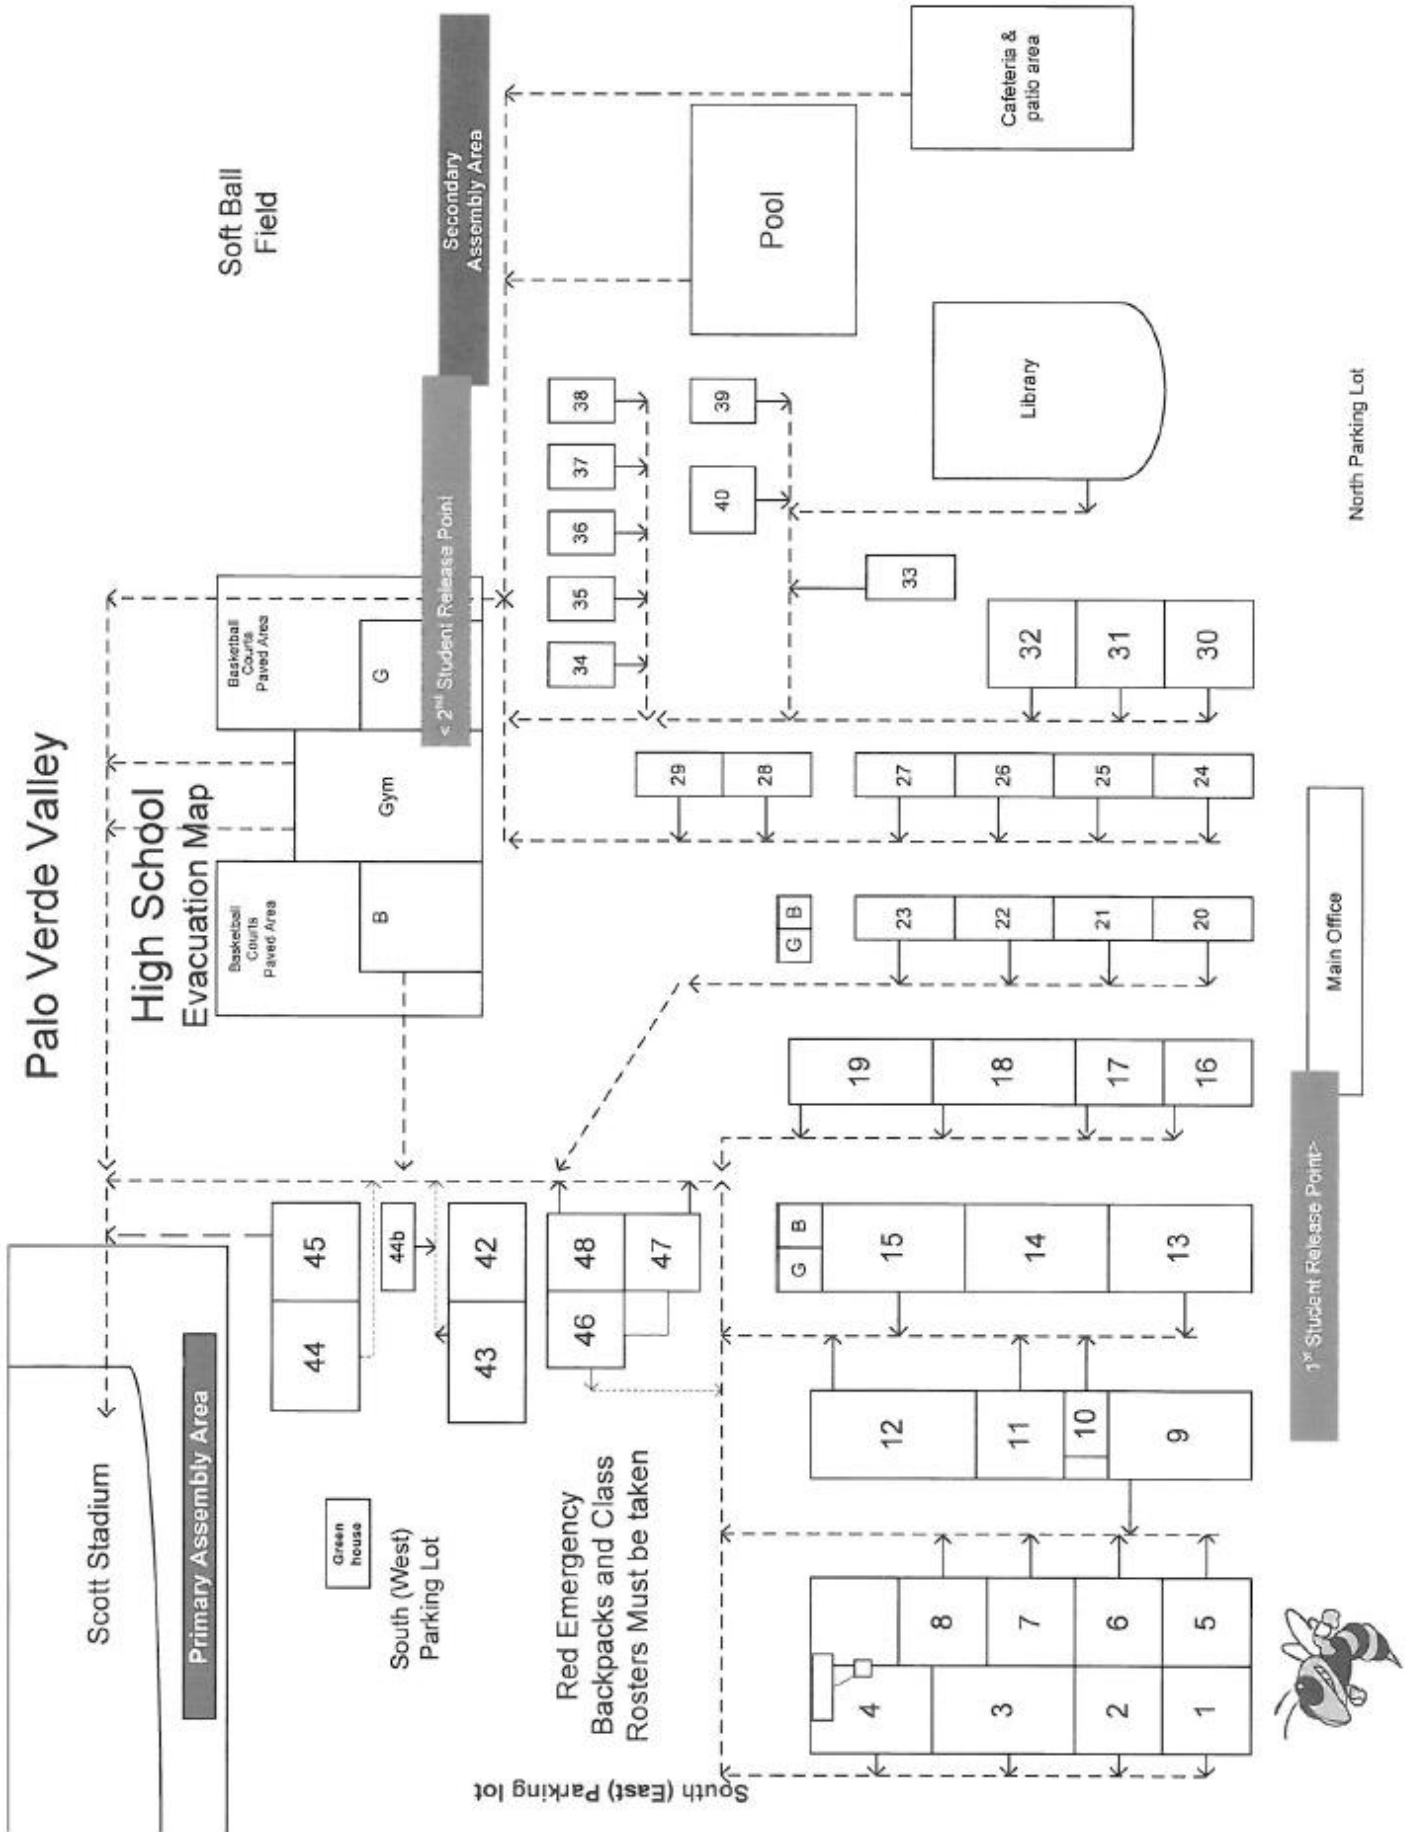 Palo Verde Valley
High School
Evacuation Map
Scott Stadium
Primary Assembly Area
Basketball
Courts
Paved Area
B
Gym
G
Basketball
Courts
Paved Area
Soft Ball
Field
Secondary
Assembly Area
< 2nd Student Release Point
Green
house
South (West)
Parking Lot
44
45
44b
43
42
46
48
47
Red Emergency
Backpacks and Class
Rosters Must be taken
South (East) Parking lot
34
35
36
37
38
40
39
33
Pool
Cafeteria &
patio area
Library
29
28
27
26
25
24
32
31
30
G
B
23
22
21
20
19
18
17
16
G
B
15
14
13
12
11
10
9
4
3
2
1
8
7
6
5
1st Student Release Point>
Main Office
North Parking Lot